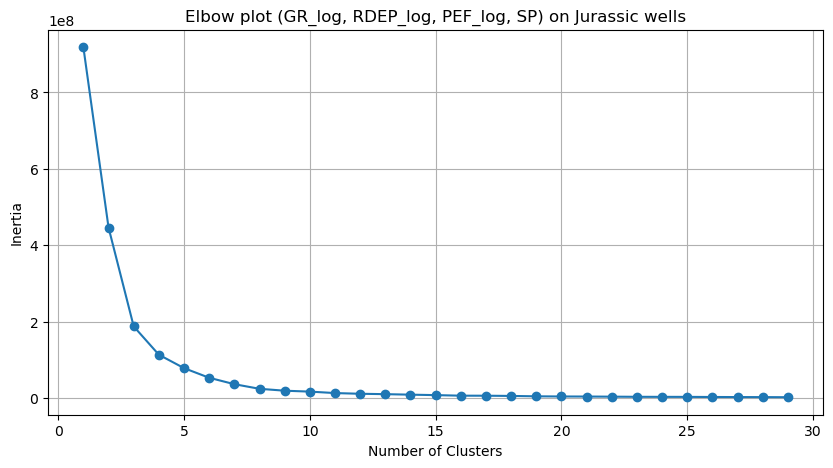 Elbow plot (GR_log, RDEP_log, PEF_log, SP) on Jurassic wells
1e8
8
6
4
2
0
Inertia
0 5 10 15 20 25 30
Number of Clusters